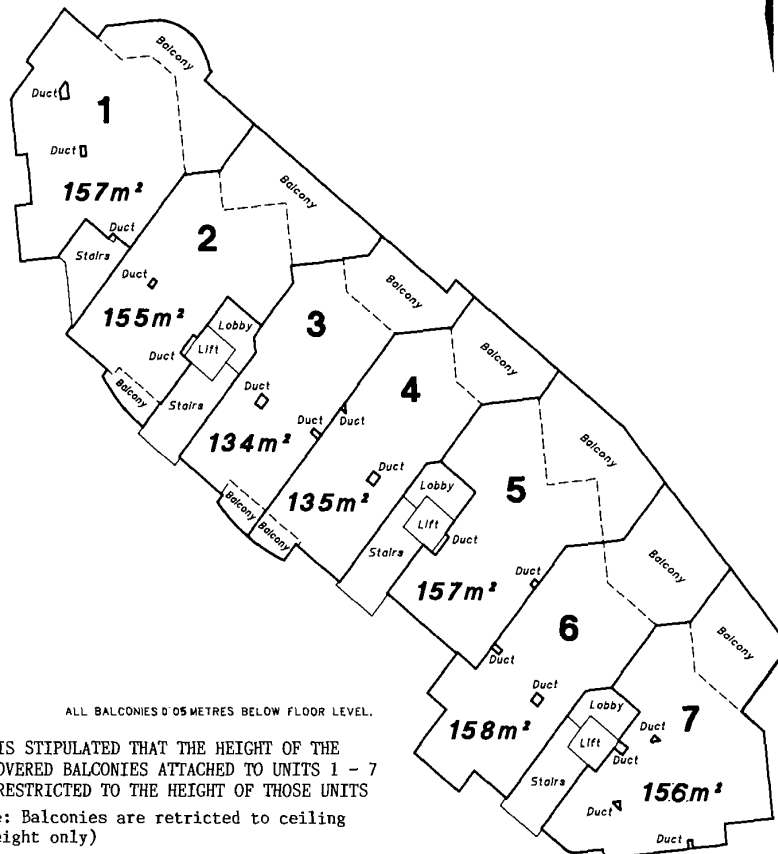 Balcony
Duct
1
Duct
157m²
Duct
Stairs
Balcony
2
Duct
155m²
Lobby
Lift
Duct
Balcony
Stairs
Balcony
3
Duct
Duct
134m²
Balcony
Balcony
4
Duct
Duct
135m²
Balcony
Balcony
5
Lobby
Lift
Duct
Stairs
Duct
157m²
Balcony
6
Duct
Duct
158m²
Balcony
7
Lobby
Lift
Duct
Duct
Stairs
156m²
Duct
Duct
ALL BALCONIES 0·05 METRES BELOW FLOOR LEVEL.
IS STIPULATED THAT THE HEIGHT OF THE
OVERED BALCONIES ATTACHED TO UNITS 1 - 7
RESTRICTED TO THE HEIGHT OF THOSE UNITS
e: Balconies are retricted to ceiling
eight only)